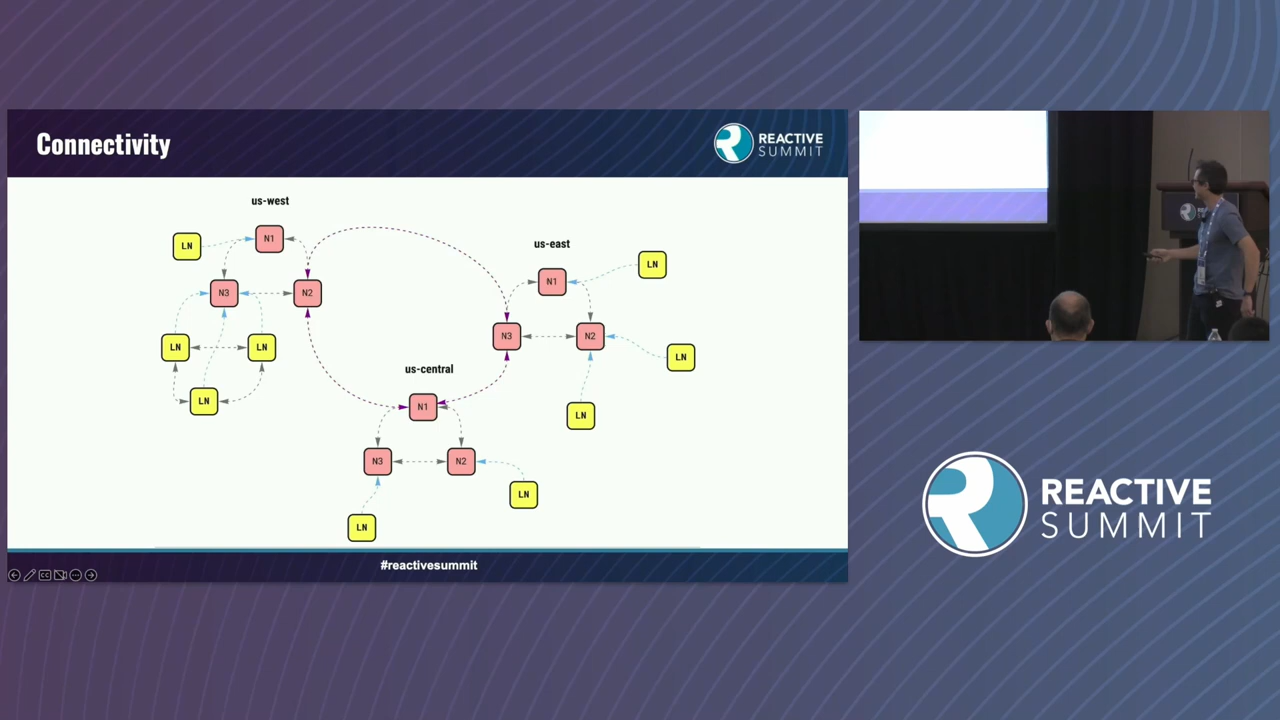 Connectivity
REACTIVE
SUMMIT
us-west
LN
N1
N3
N2
LN
LN
LN
us-east
N1
LN
N3
N2
LN
LN
us-central
N1
N3
N2
LN
LN
#reactivesummit
CC
REACTIVE
SUMMIT